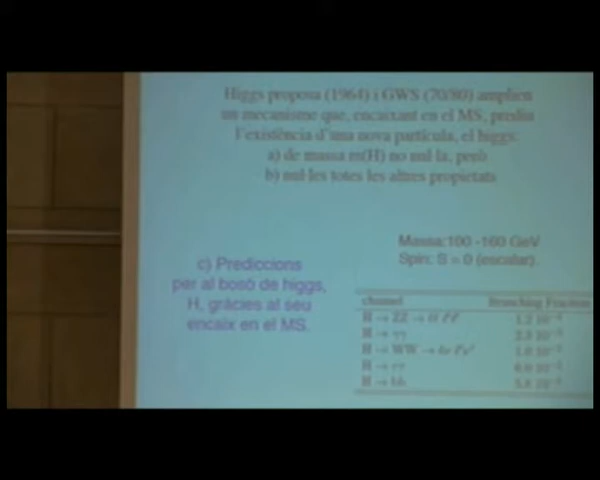 Higgs proposa (1964) i GWS (70/80) amplien
un mecanisme que, encaixant en el MS, prediu
l'existència d'una nova partícula, el higgs:
a) de massa m(H) no nul·la, però
b) nul·les totes les altres propietats
Massa:100 -160 GeV
Spin: S = 0 (escalar).
c) Prediccions
per al bosó de higgs,
H, gràcies al seu
encaix en el MS.
channel Branching Fraction
H → ZZ →
H →
H → WW →
H →
H → bb